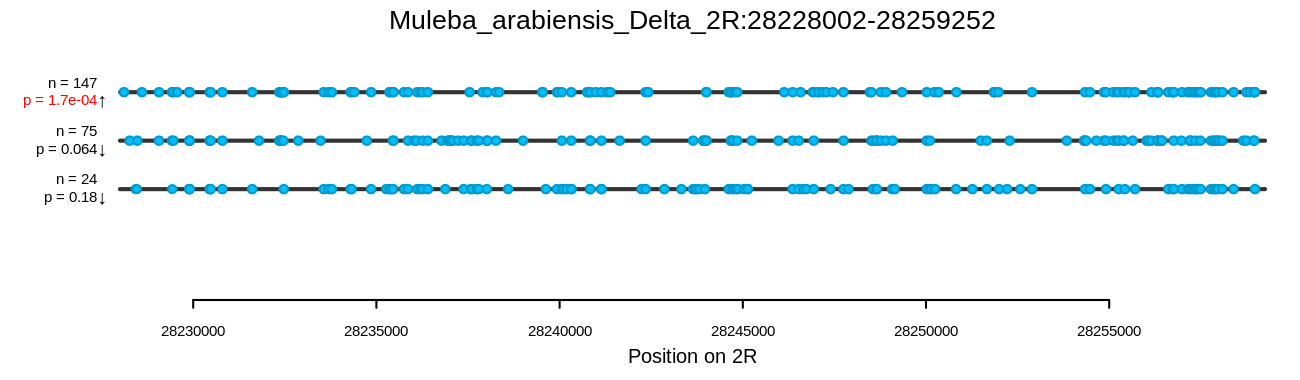 Muleba_arabiensis_Delta_2R:28228002-28259252
n = 147
p = 1.7e-04↑
n = 75
p = 0.064↓
n = 24
p = 0.18↓
28230000 28235000 28240000 28245000 28250000 28255000
Position on 2R